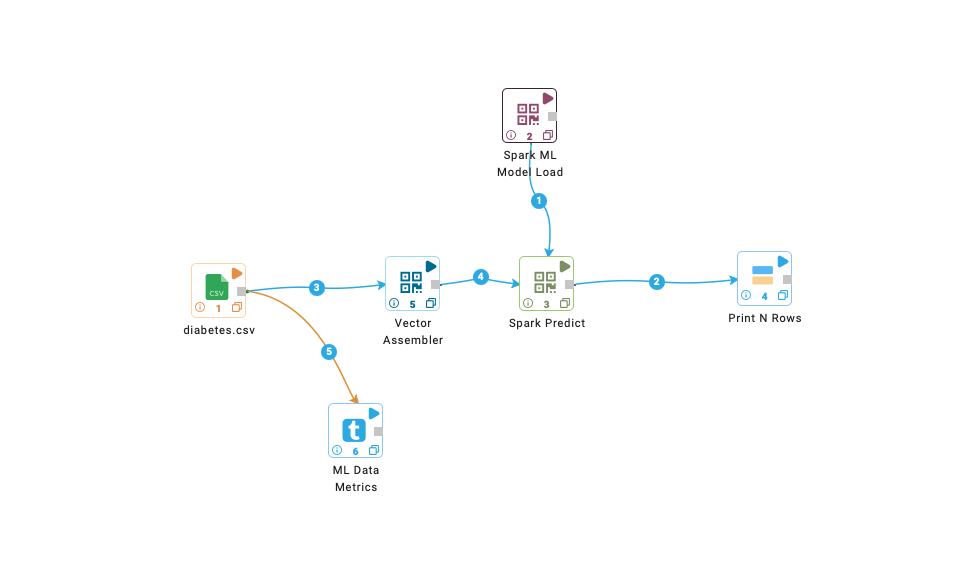 2
Spark ML
Model Load
1
CSV
1
diabetes.csv
3
5
Vector
Assembler
4
3
Spark Predict
2
4
Print N Rows
5
t
6
ML Data
Metrics